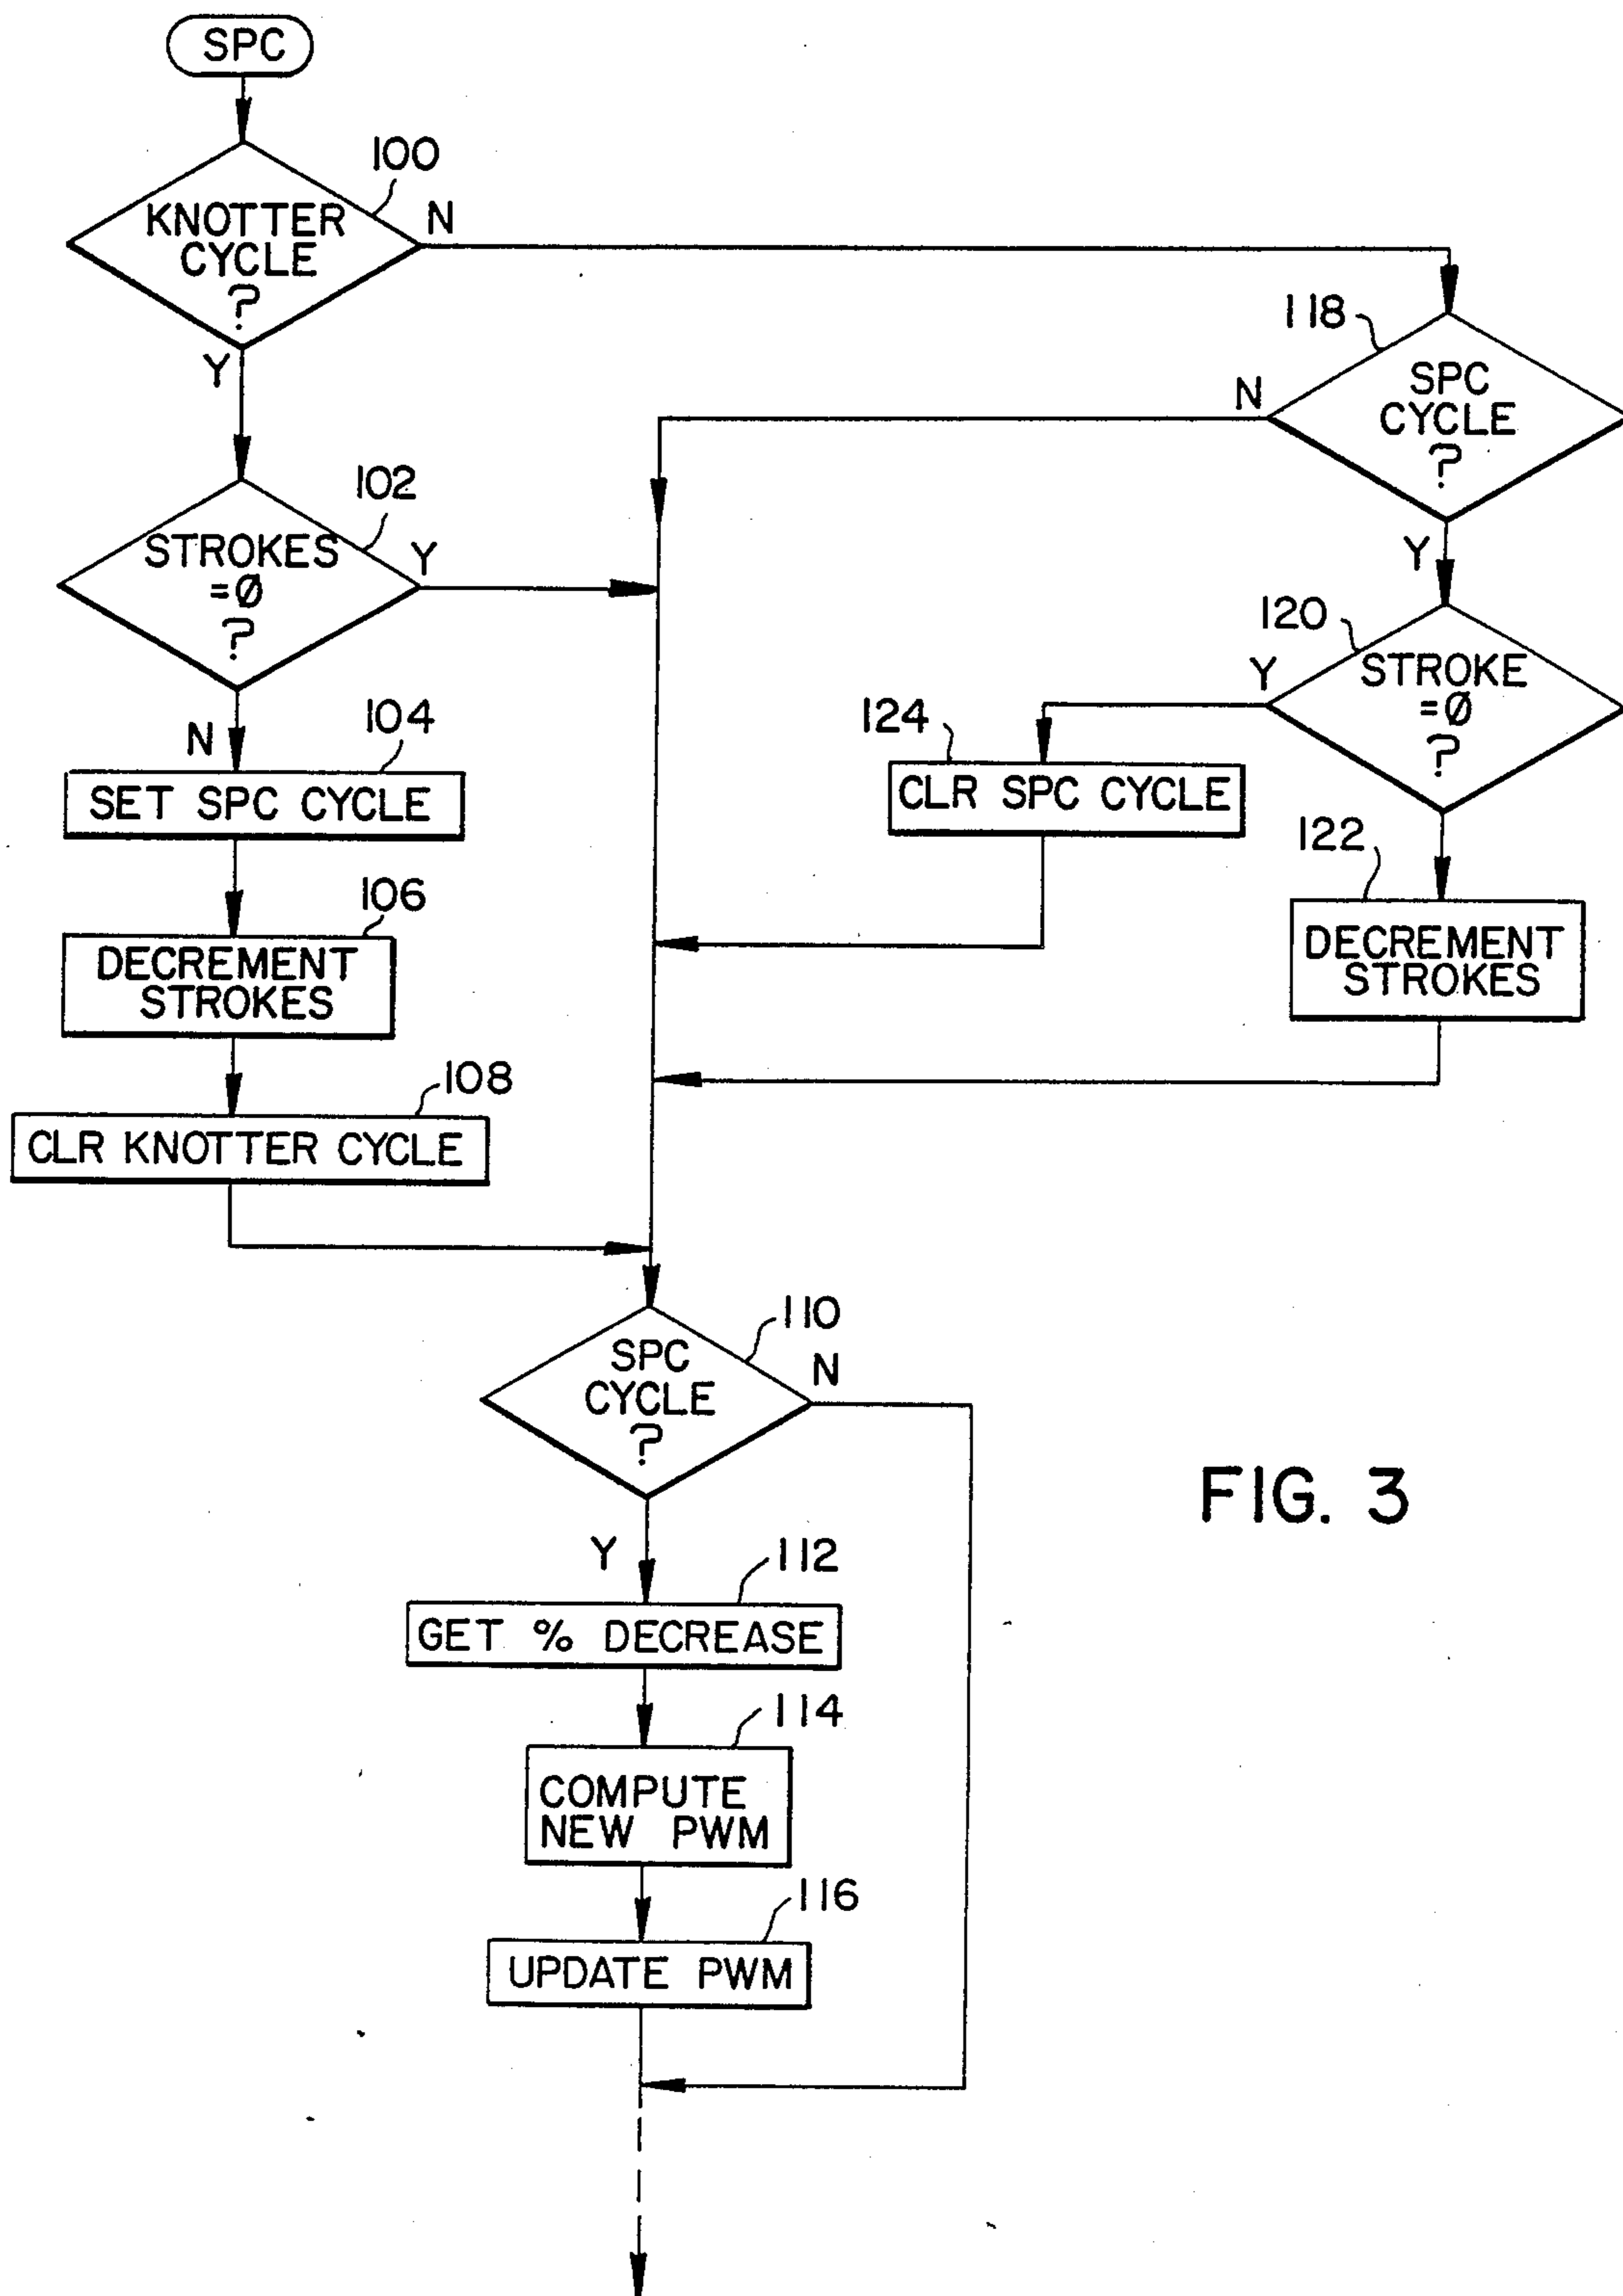 SPC
100
KNOTTER
CYCLE
?
N
Y
118
SPC
CYCLE
?
N
Y
102
STROKES
=Ø
?
Y
N
120
STROKE
=Ø
?
Y
104
SET SPC CYCLE
124
CLR SPC CYCLE
122
DECREMENT
STROKES
106
DECREMENT
STROKES
108
CLR KNOTTER CYCLE
110
SPC
CYCLE
?
N
Y
FIG. 3
112
GET % DECREASE
114
COMPUTE
NEW PWM
116
UPDATE PWM